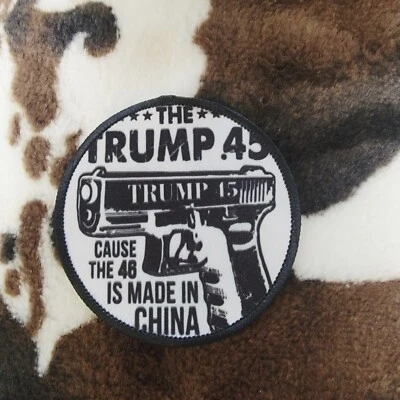 ★★THE★★
TRUMP.45
TRUMP 45
CAUSE
THE 46
IS MADE IN
CHINA